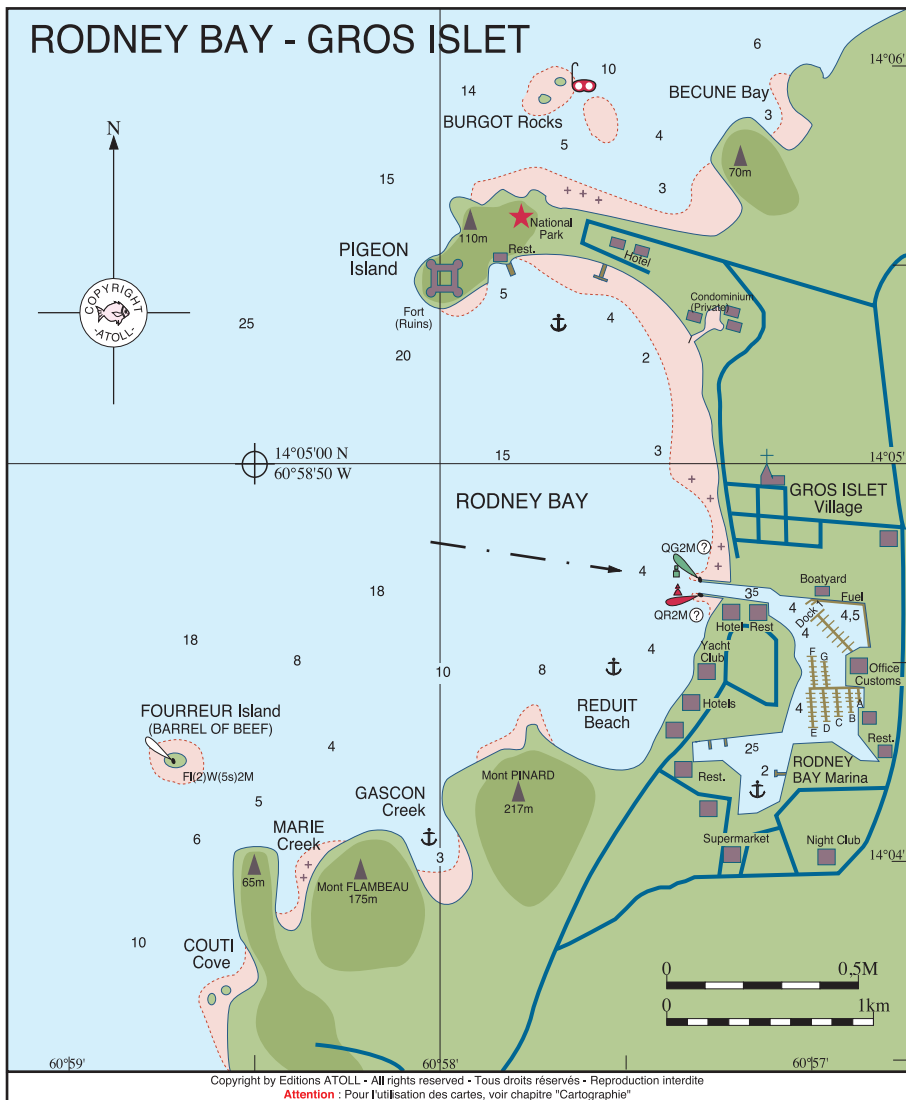 RODNEY BAY - GROS ISLET
6
14°06'
10
14
BECUNE Bay
3
BURGOT Rocks
4
5
70m
15
3
National
Park
110m
PIGEON
Island
Rest.
Hotel
5
Condominium
(Private)
Fort
(Ruins)
4
N
COPYRIGHT
-ATOLL-
25
20
2
14°05'00 N
60°58'50 W
15
3
14°05'
RODNEY BAY
GROS ISLET
Village
QG2M ?
4
Boatyard
Fuel
35
Dock 1
4
4,5
4
18
QR2M ?
Hotel
Rest
18
Yacht
Club
4
F
G
Office
Customs
8
10
8
REDUIT
Beach
Hotels
4
A
B
C
D
E
FOURREUR Island
(BARREL OF BEEF)
4
Rest.
25
Fl(2)W(5s)2M
Mont PINARD
217m
Rest.
2
RODNEY
BAY Marina
5
GASCON
Creek
6
MARIE
Creek
3
Supermarket
Night Club
14°04'
65m
Mont FLAMBEAU
175m
10
COUTI
Cove
0
0,5M
0
1km
60°59'
60°58'
60°57'
Copyright by Editions ATOLL - All rights reserved - Tous droits réservés - Reproduction interdite
Attention : Pour l'utilisation des cartes, voir chapitre "Cartographie"